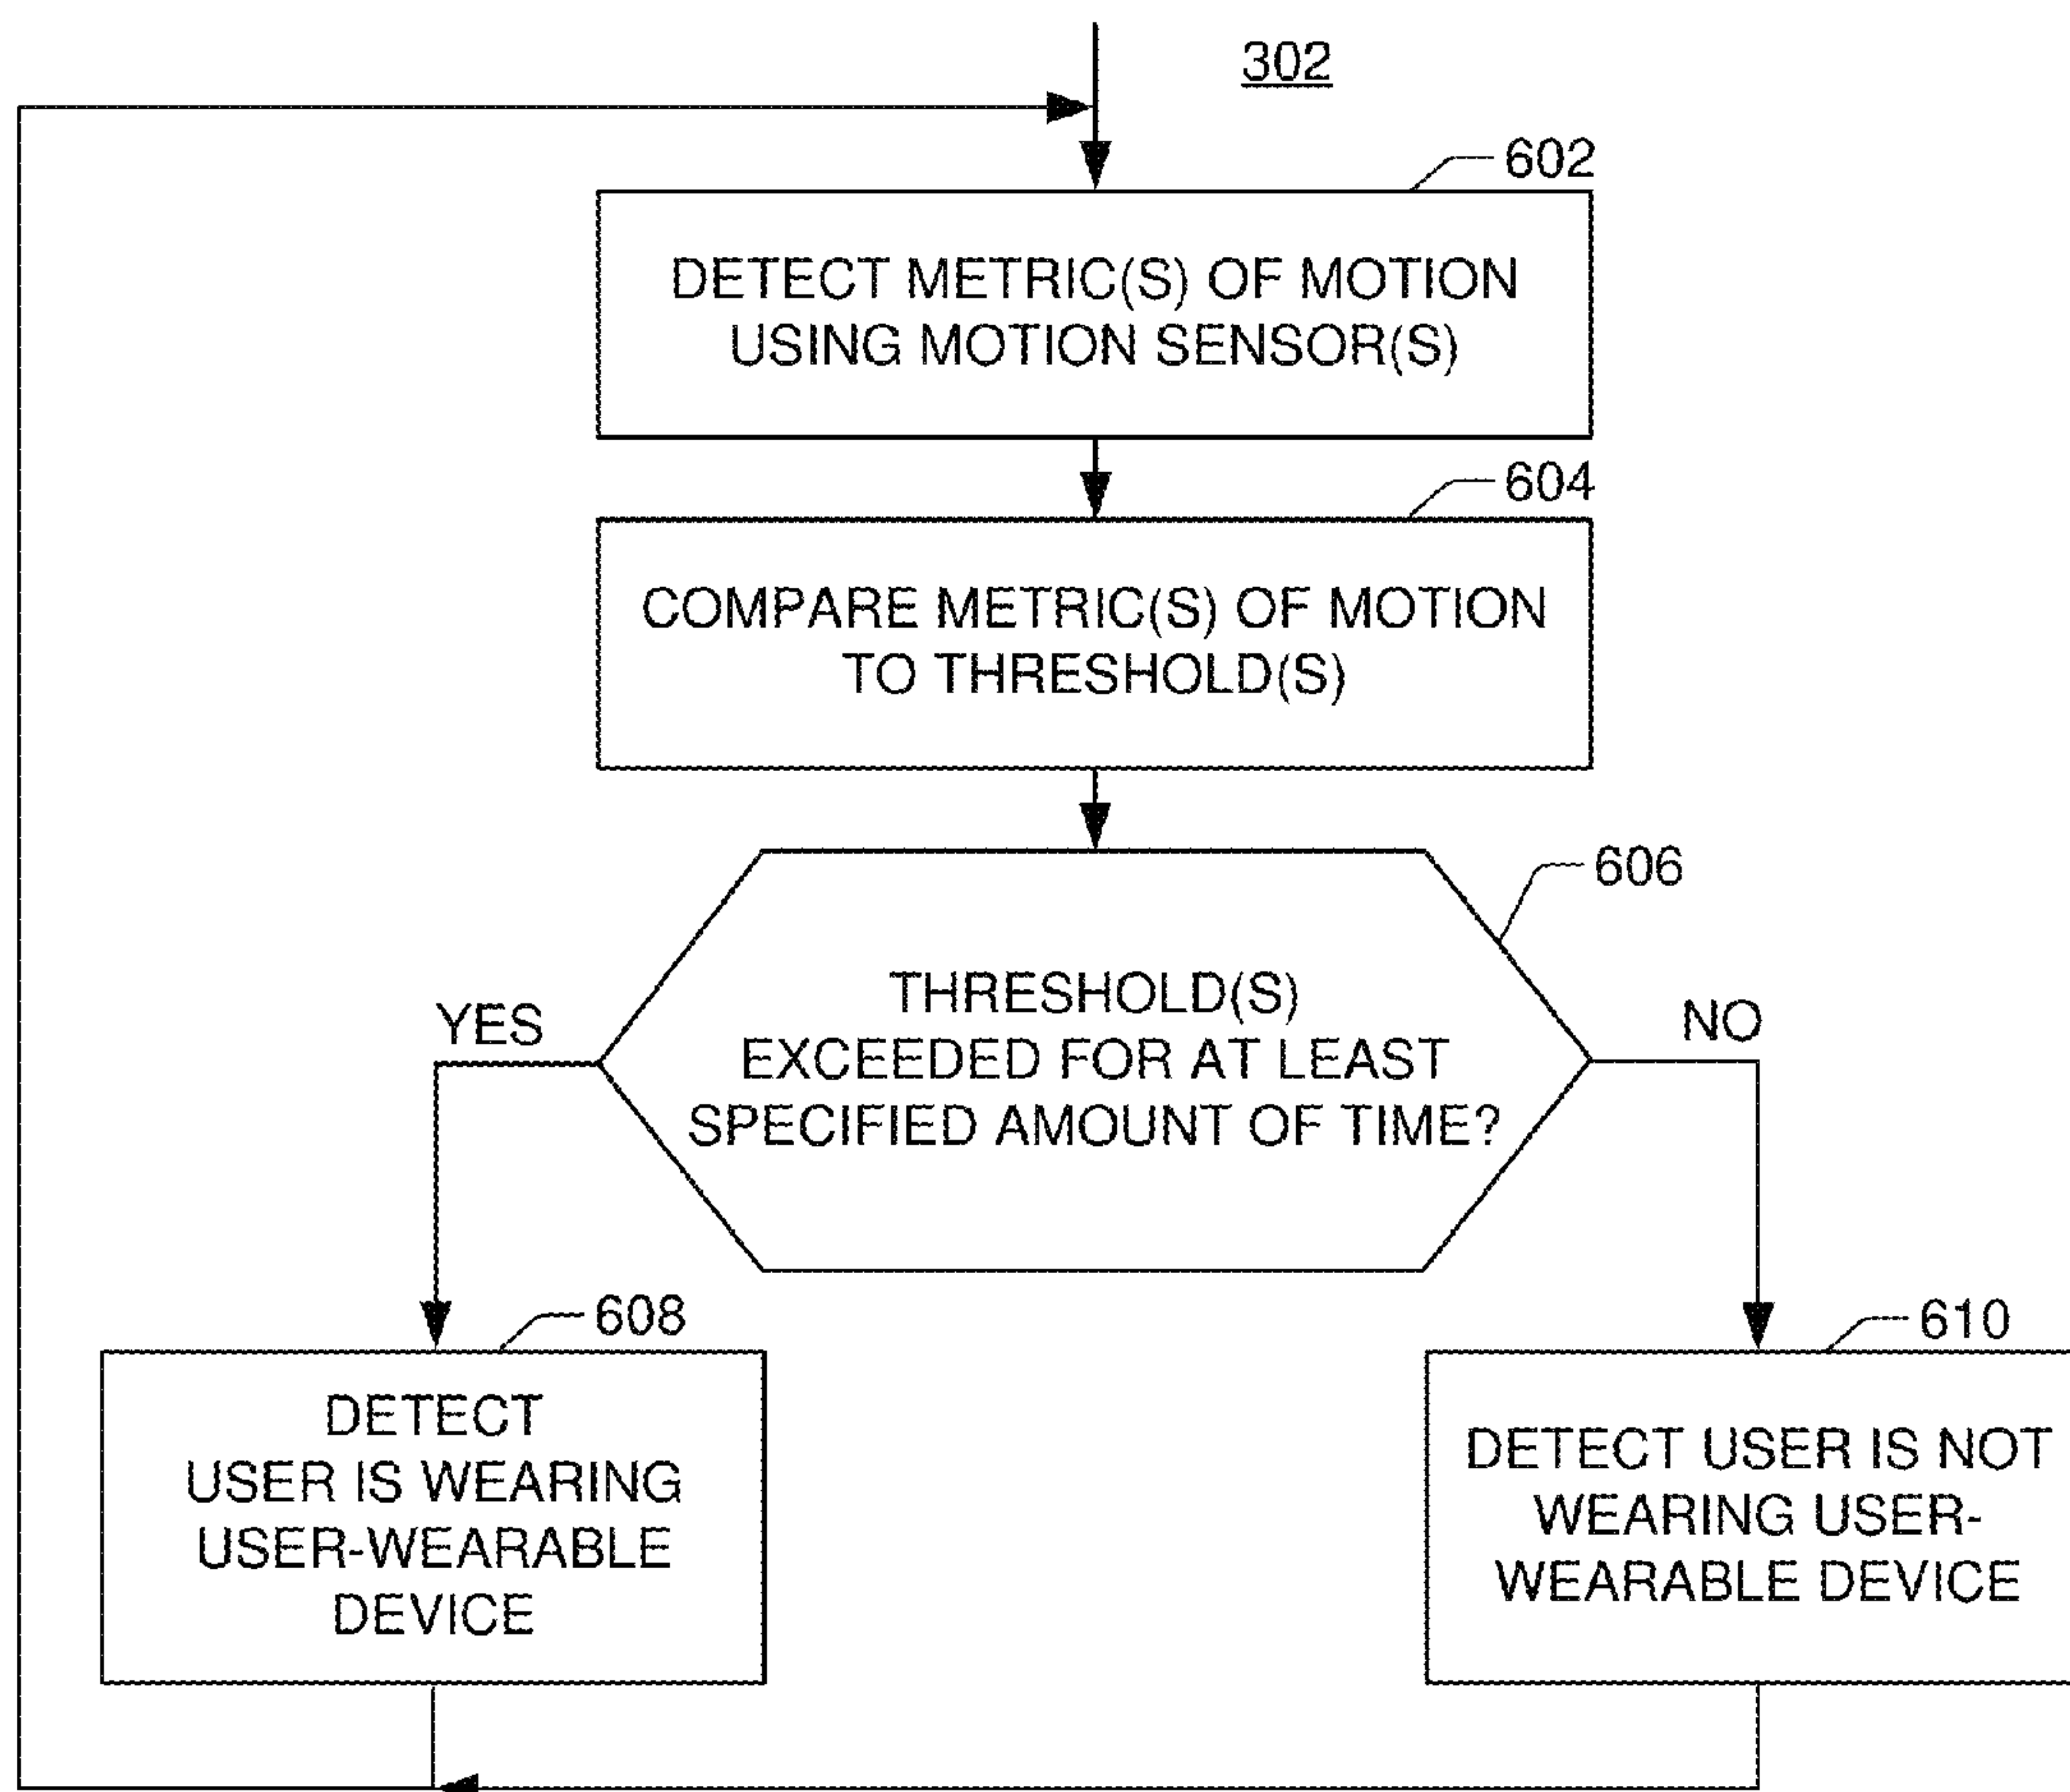 302
602
DETECT METRIC(S) OF MOTION
USING MOTION SENSOR(S)
604
COMPARE METRIC(S) OF MOTION
TO THRESHOLD(S)
606
THRESHOLD(S)
EXCEEDED FOR AT LEAST
SPECIFIED AMOUNT OF TIME?
YES
NO
608
DETECT
USER IS WEARING
USER-WEARABLE
DEVICE
610
DETECT USER IS NOT
WEARING USER-
WEARABLE DEVICE